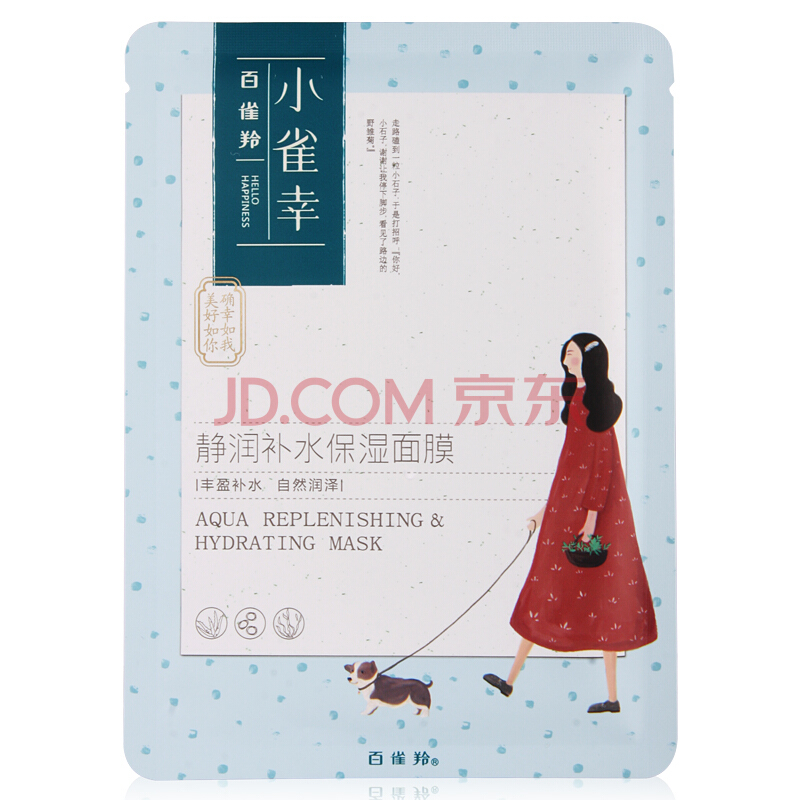 小雀幸
百雀羚
HELLO
HAPPINESS
走路碰到一粒小石子,于是打招呼:『你好,
小石子,谢谢让我停下脚步,看见了路边的
野雏菊。』
确幸如我
美好如你
JD.COM 京东
静润补水保湿面膜
丰盈补水 自然润泽
AQUA REPLENISHING &
HYDRATING MASK
百雀羚®